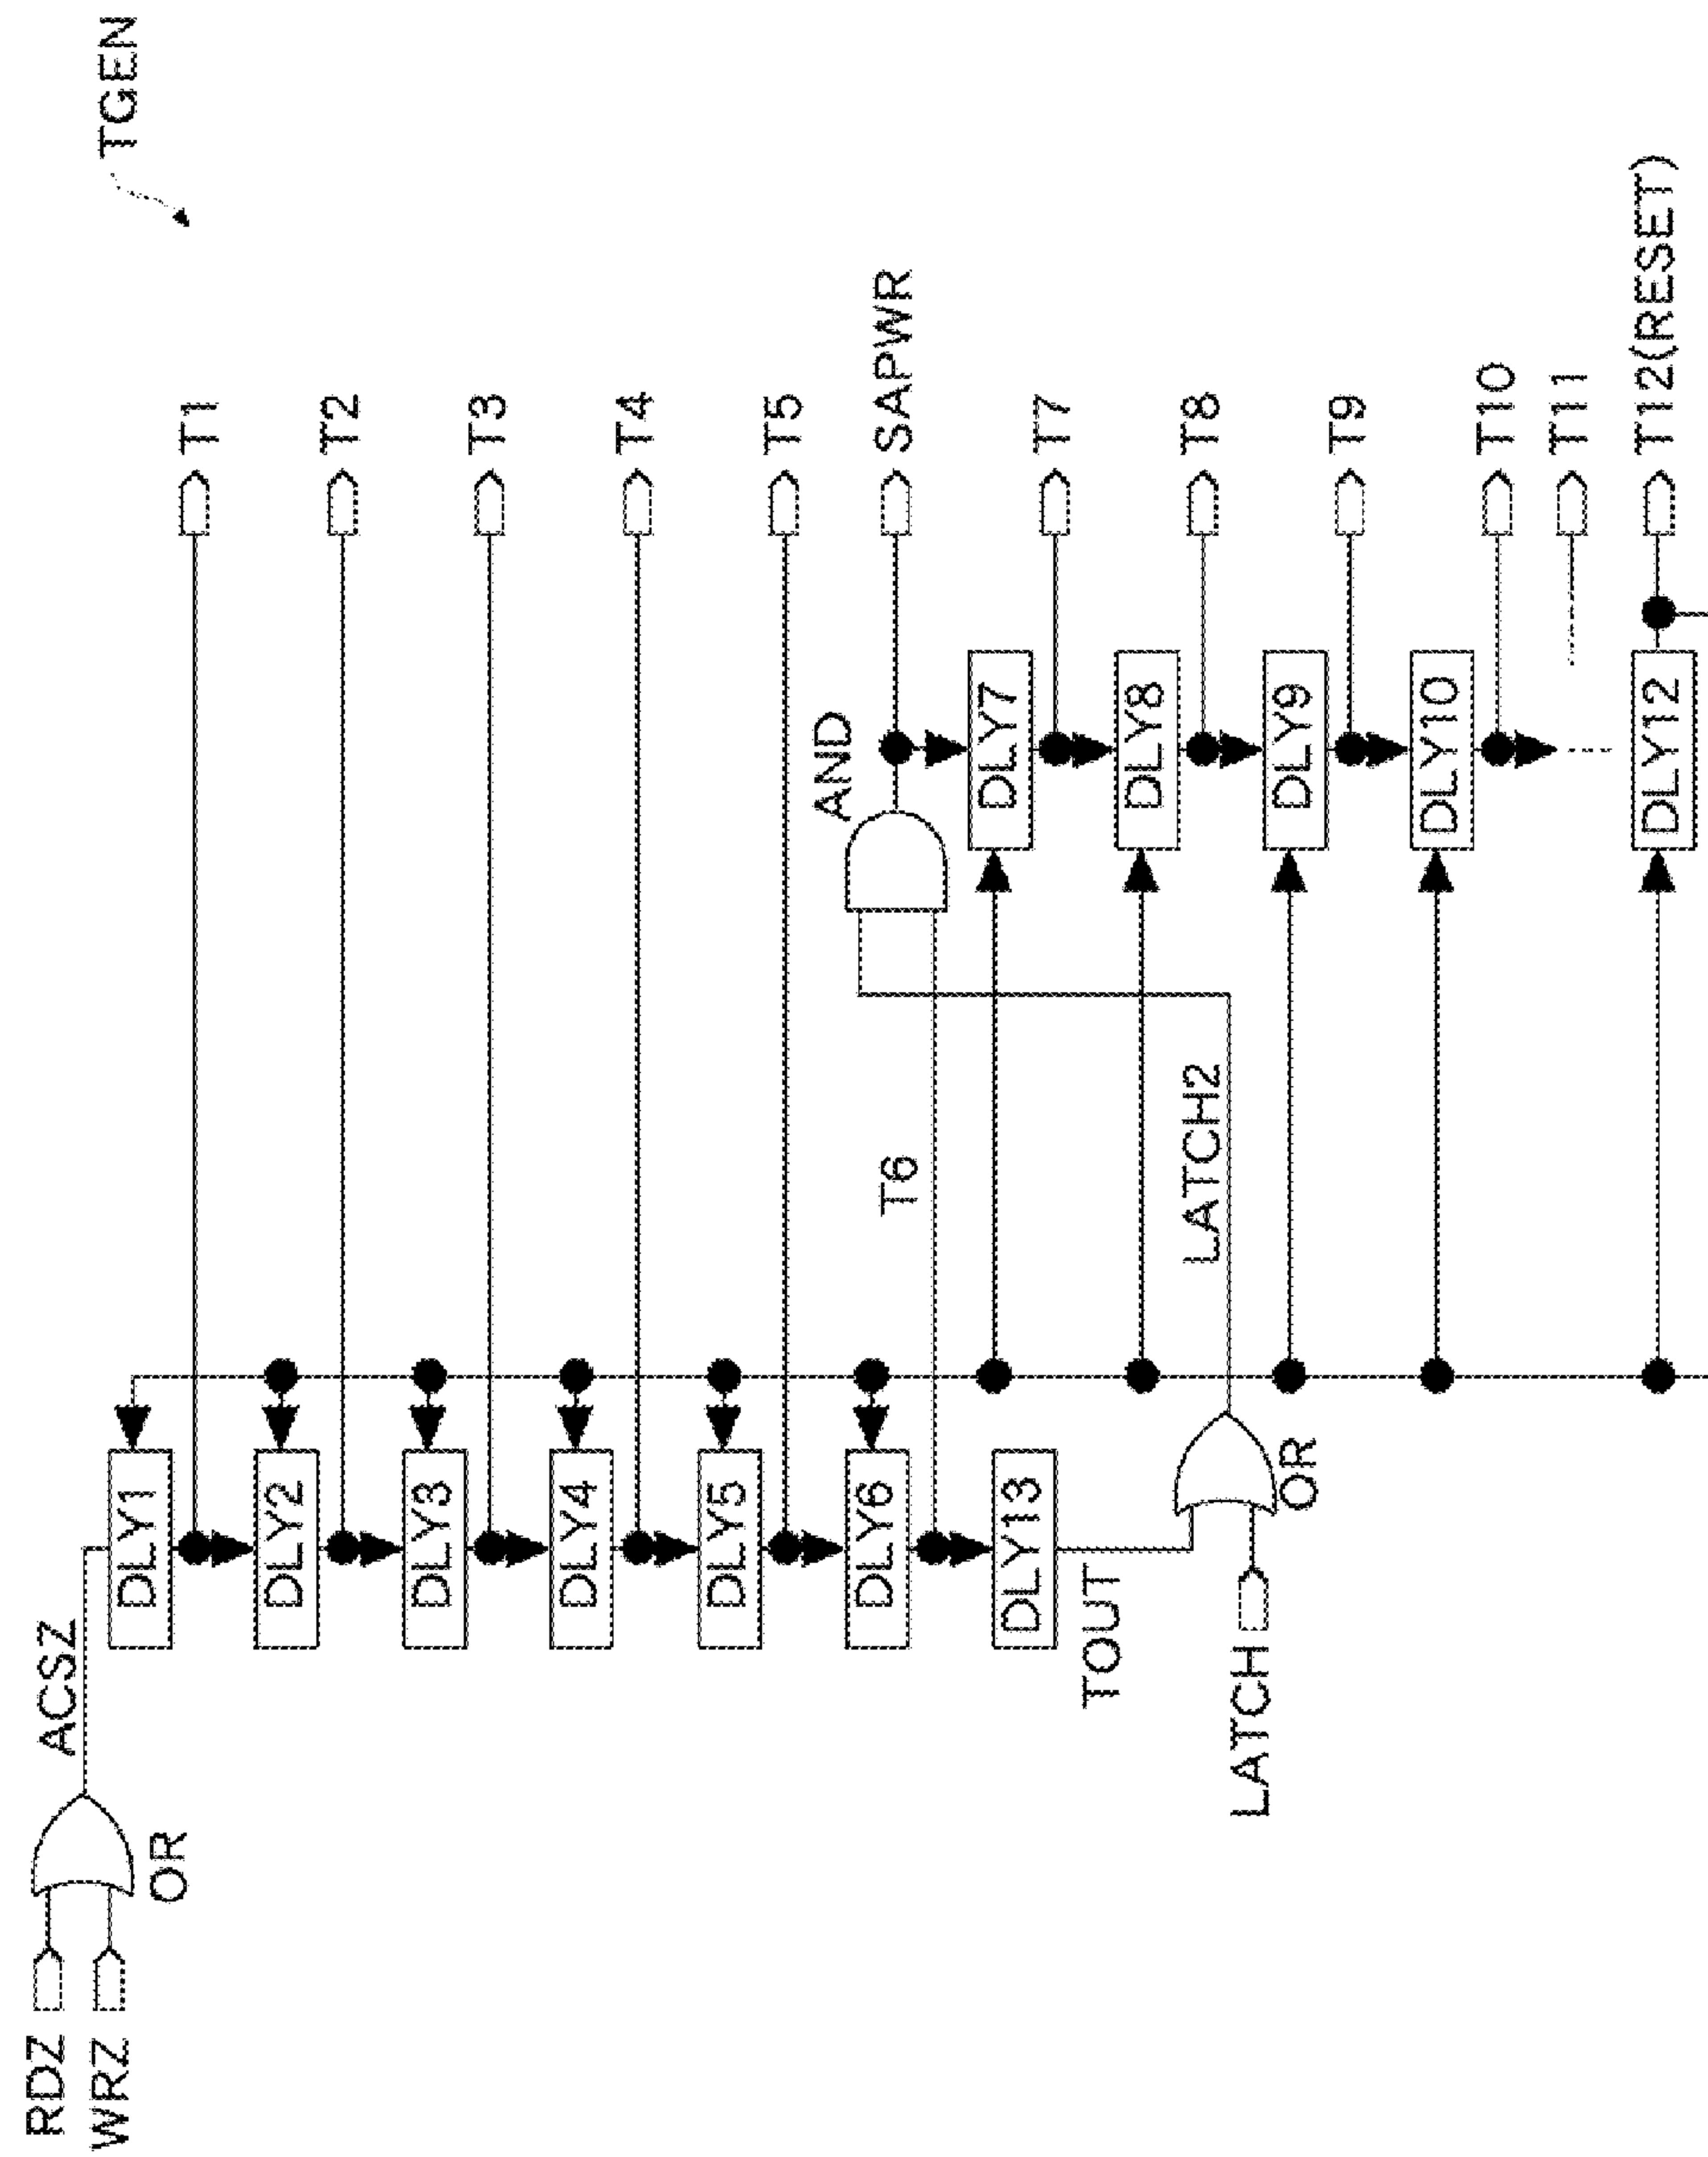 TGEN
RDZ
WRZ
OR
ACSZ
DLY1
T1
DLY2
T2
DLY3
T3
DLY4
T4
DLY5
T5
DLY6
T6
AND
SAPWR
DLY13
TOUT
LATCH
OR
LATCH2
DLY7
T7
DLY8
T8
DLY9
T9
DLY10
T10
T11
DLY12
T12(RESET)